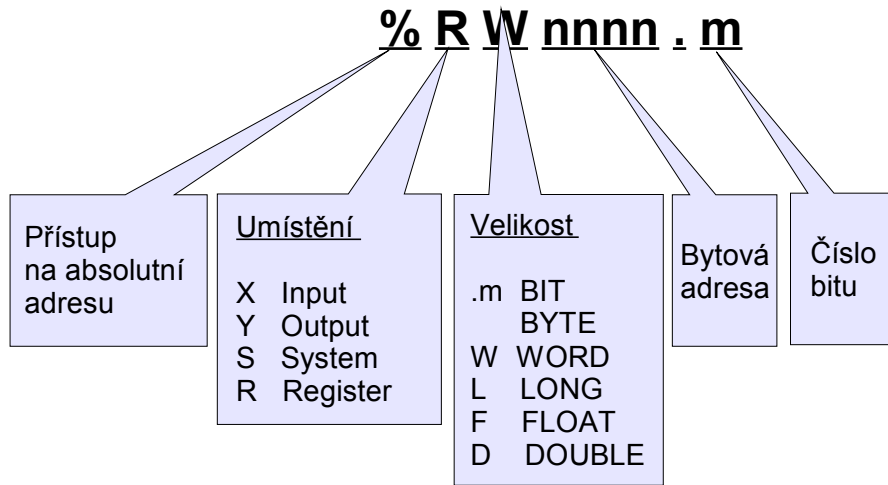 % R W nnnn . m
Přístup
na absolutní
adresu
Umístění
X Input
Y Output
S System
R Register
Velikost
.m BIT
BYTE
W WORD
L LONG
F FLOAT
D DOUBLE
Bytová
adresa
Číslo
bitu